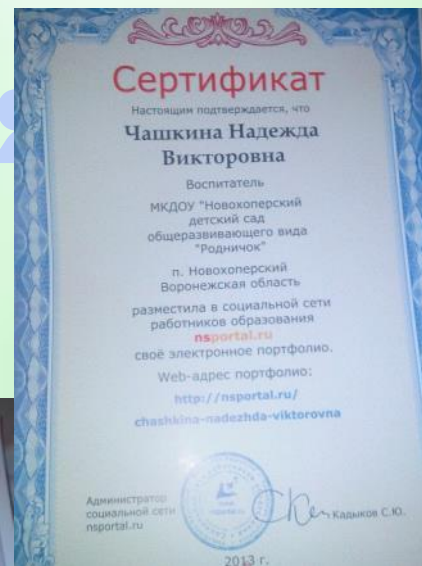 Сертификат
Настоящим подтверждается, что
Чашкина Надежда
Викторовна
Воспитатель
МКДОУ "Новохоперский
детский сад
общеразвивающего вида
"Родничок"
п. Новохоперский
Воронежская область
разместила в социальной сети
работников образования
nsportal.ru
своё электронное портфолио.
Web-адрес портфолио:
http://nsportal.ru/
chashkina-nadezhda-viktorovna
Администратор
социальной сети
nsportal.ru
Кадыков С.Ю.
2013 г.